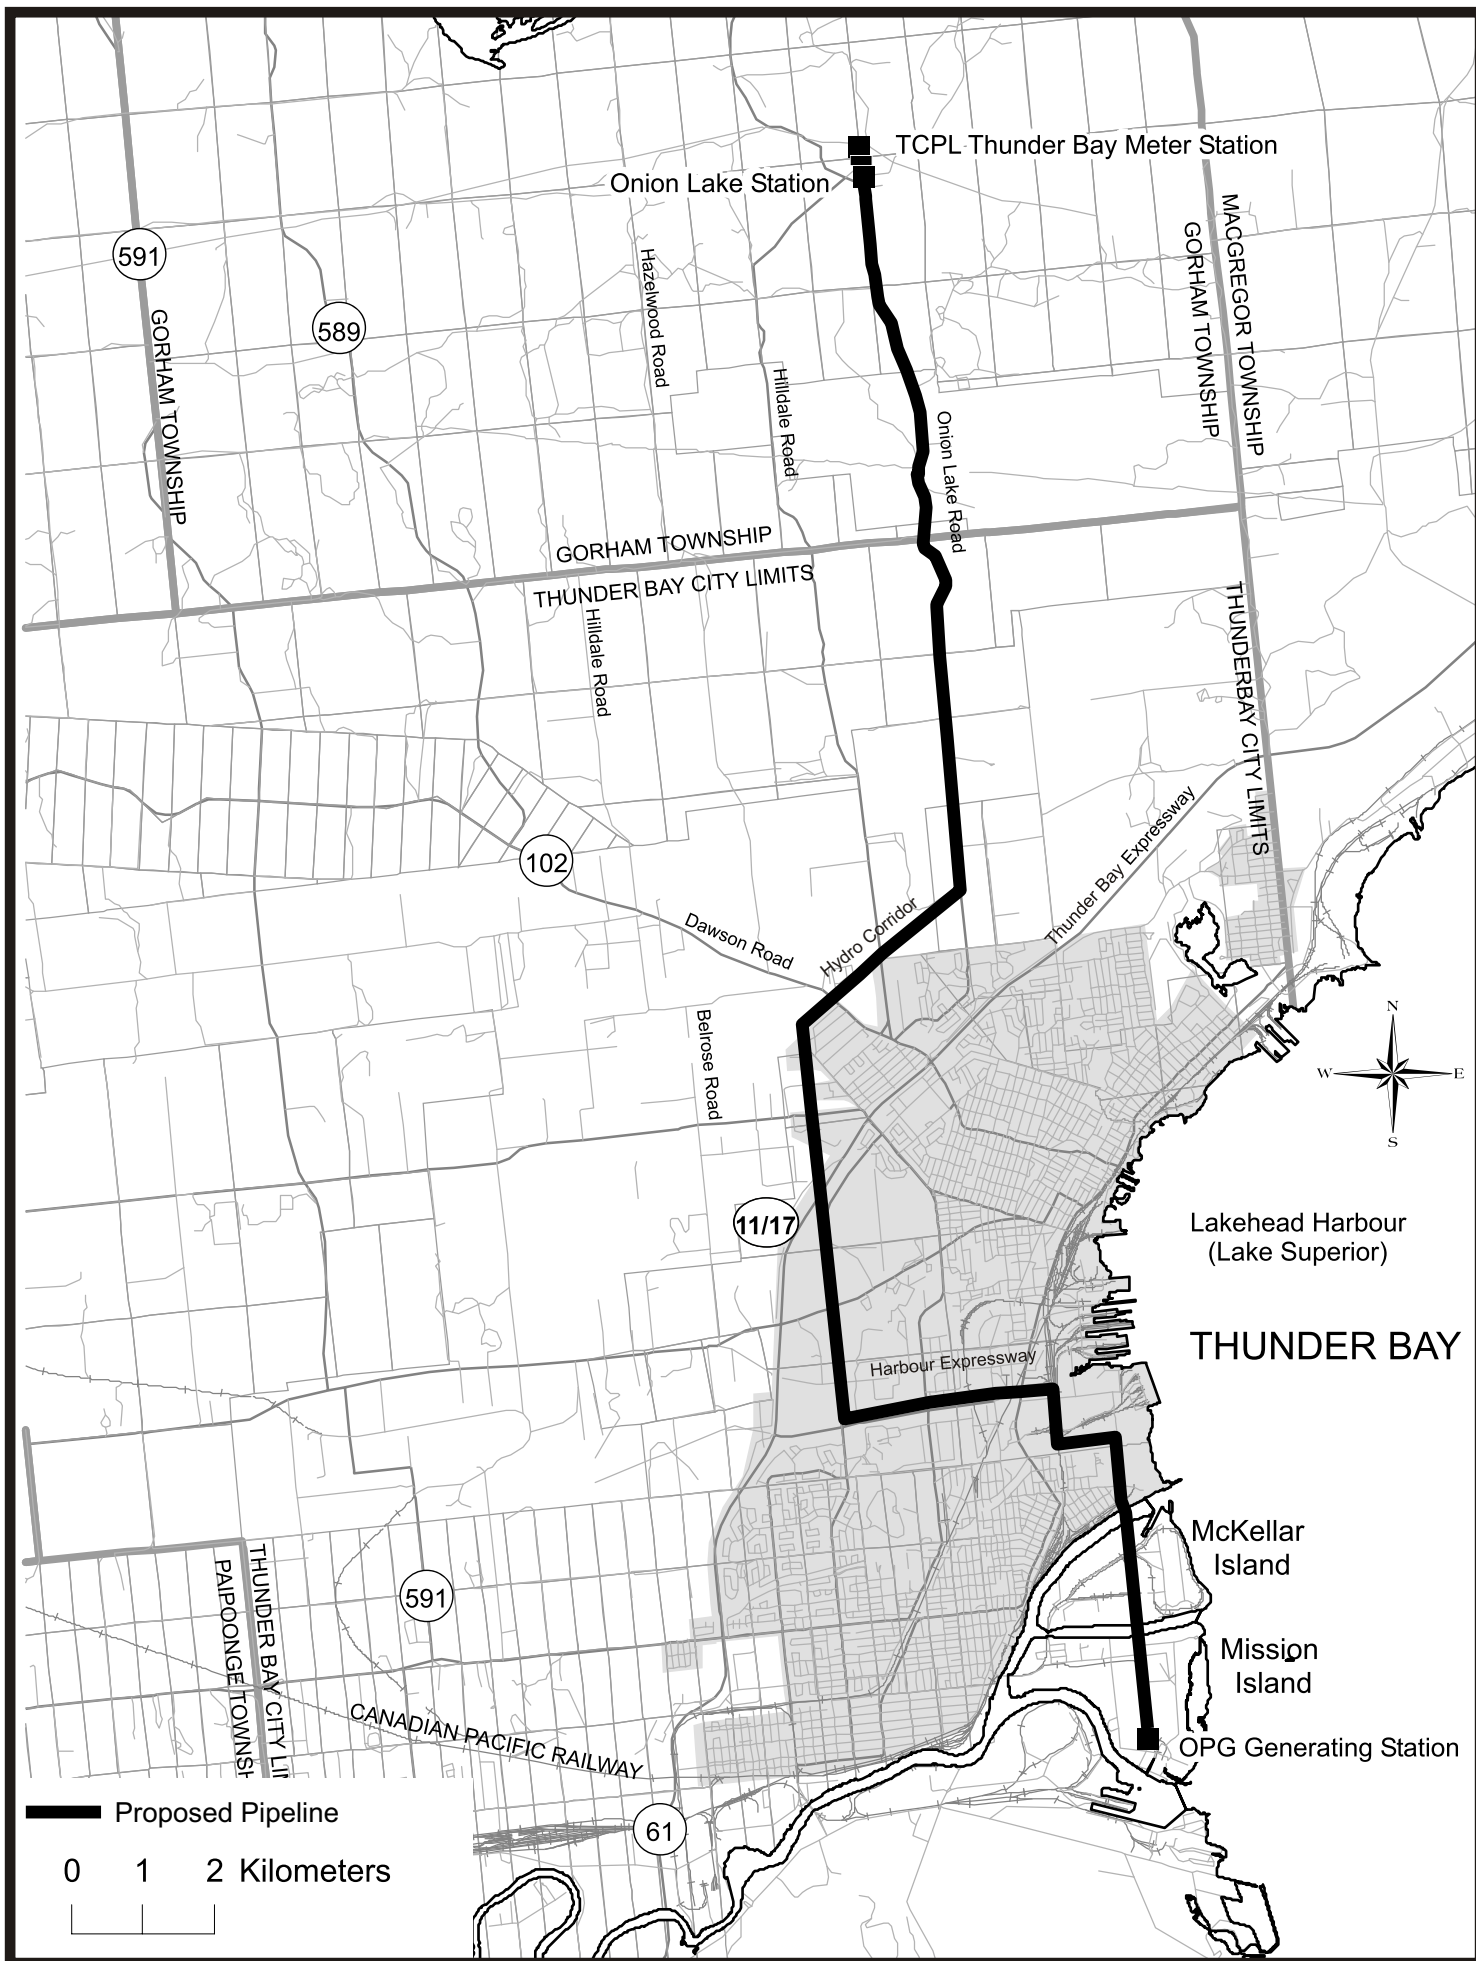 TCPL Thunder Bay Meter Station
Onion Lake Station
591
589
GORHAM TOWNSHIP
Hazelwood Road
Hilldale Road
Onion Lake Road
MACGREGOR TOWNSHIP
GORHAM TOWNSHIP
GORHAM TOWNSHIP
THUNDER BAY CITY LIMITS
Hilldale Road
THUNDERBAY CITY LIMITS
102
Dawson Road
Hydro Corridor
Thunder Bay Expressway
Belrose Road
N
W
E
S
11/17
Lakehead Harbour
(Lake Superior)
THUNDER BAY
Harbour Expressway
McKellar
Island
591
THUNDER BAY CITY LI
PAIPOONGE TOWNSH
Mission
Island
CANADIAN PACIFIC RAILWAY
OPG Generating Station
61
Proposed Pipeline
0 1 2 Kilometers